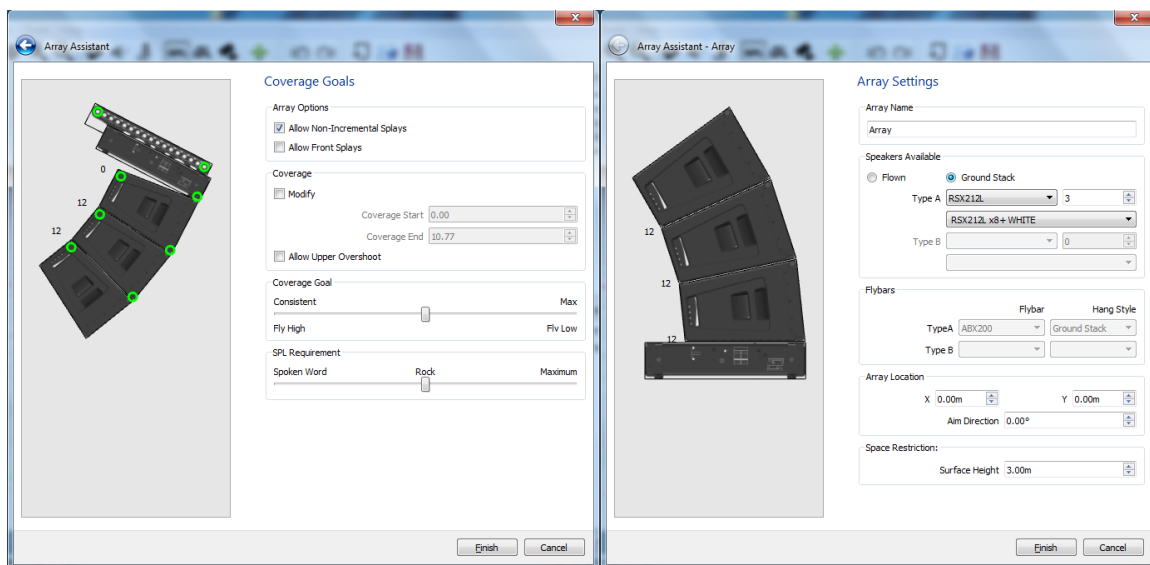 Array Assistant
Coverage Goals
Array Options
Allow Non-Incremental Splays
Allow Front Splays
Coverage
Modify
Coverage Start 0.00
Coverage End 10.77
Allow Upper Overshoot
Coverage Goal
Consistent Max
Fly High Fly Low
SPL Requirement
Spoken Word Rock Maximum
0
12
12
Finish Cancel
Array Assistant - Array
Array Settings
Array Name
Array
Speakers Available
Flown Ground Stack
Type A RSX212L 3
RSX212L x8+ WHITE
Type B 0
Flybars
Flybar Hang Style
TypeA ABX200 Ground Stack
Type B
Array Location
X 0.00m Y 0.00m
Aim Direction 0.00°
Space Restriction:
Surface Height 3.00m
12
12
12
Finish Cancel